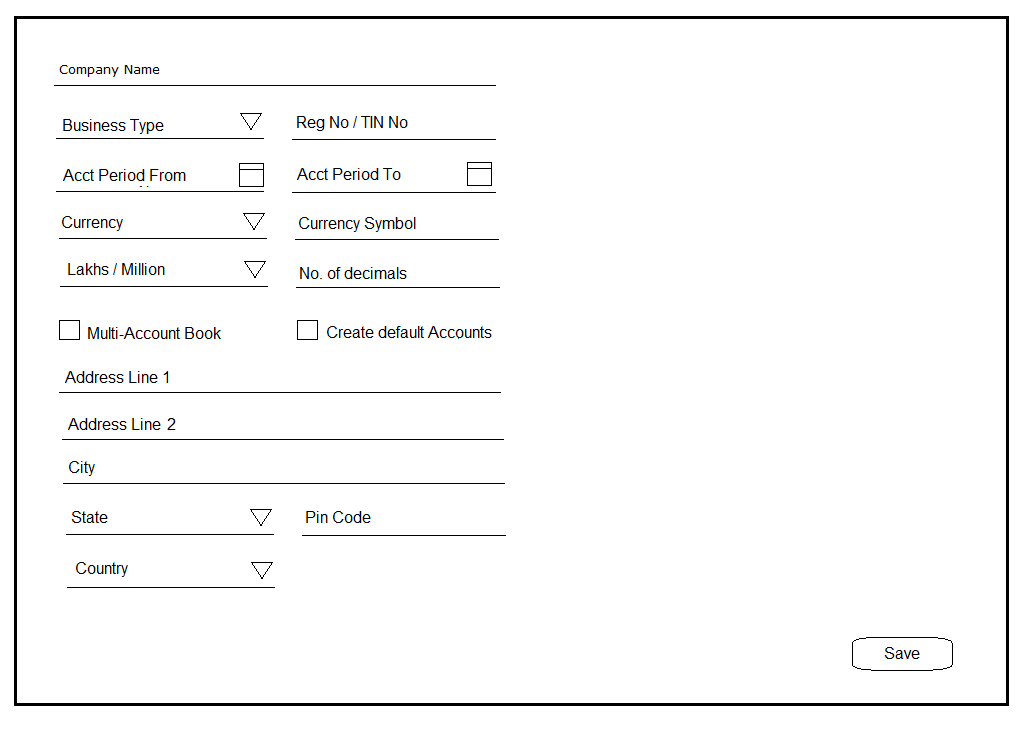 Company Name
Business Type
Reg No / TIN No
Acct Period From
Acct Period To
Currency
Currency Symbol
Lakhs / Million
No. of decimals
Multi-Account Book
Create default Accounts
Address Line 1
Address Line 2
City
State
Pin Code
Country
Save